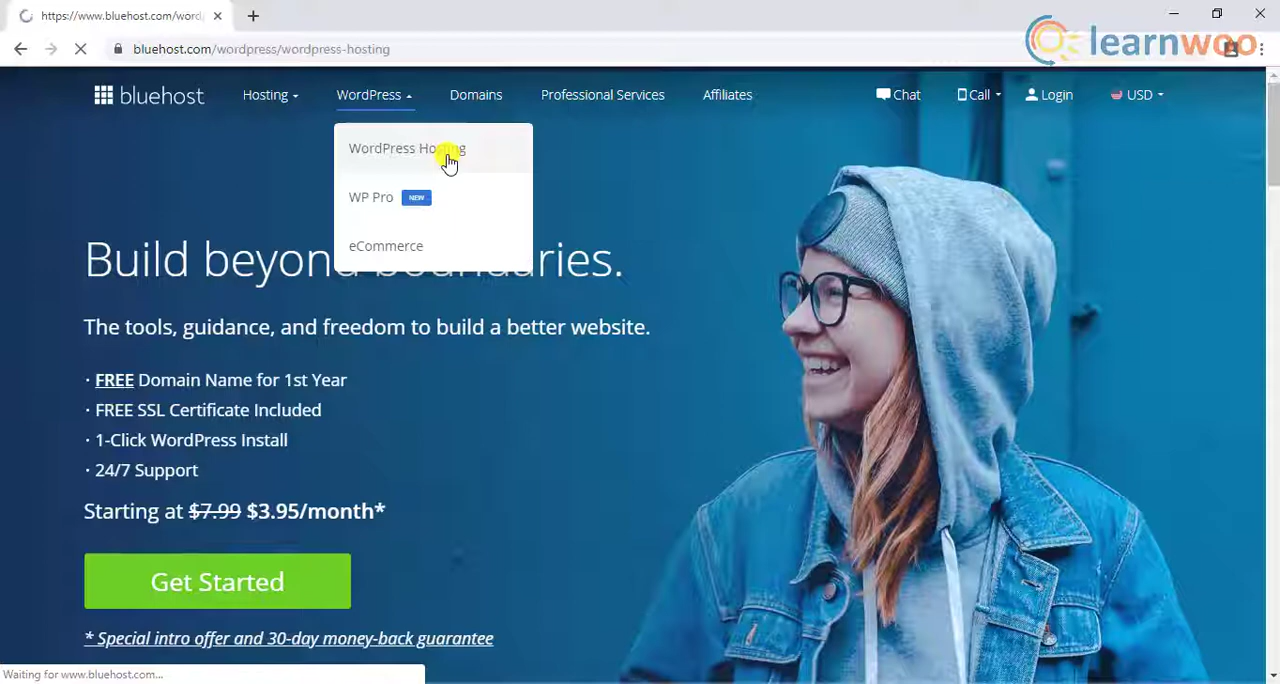 https://www.bluehost.com/word
bluehost.com/wordpress/wordpress-hosting
learnwoo
bluehost
Hosting
WordPress
Domains
Professional Services
Affiliates
Chat
Call
Login
USD
WordPress Hosting
WP Pro NEW
eCommerce
Build beyond boundaries.
The tools, guidance, and freedom to build a better website.
· FREE Domain Name for 1st Year
· FREE SSL Certificate Included
· 1-Click WordPress Install
· 24/7 Support
Starting at $7.99 $3.95/month*
Get Started
* Special intro offer and 30-day money-back guarantee
Waiting for www.bluehost.com...